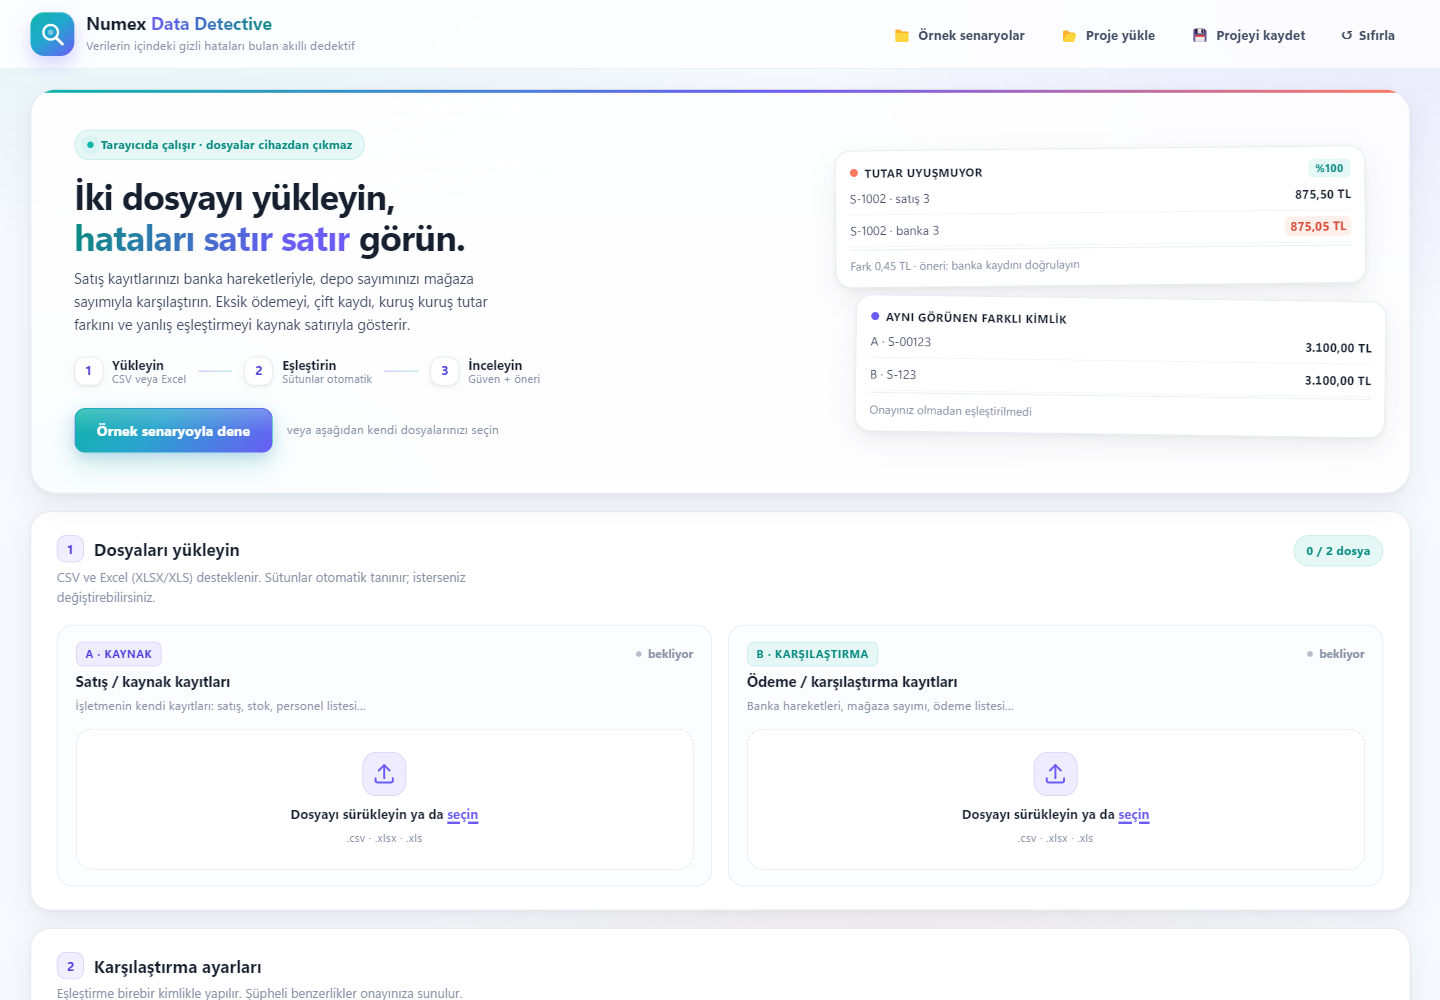 Numex Data Detective
Verilerin içindeki gizli hataları bulan akıllı dedektif
Örnek senaryolar
Proje yükle
Projeyi kaydet
↺ Sıfırla
Tarayıcıda çalışır · dosyalar cihazdan çıkmaz
İki dosyayı yükleyin,
hataları satır satır görün.
Satış kayıtlarınızı banka hareketleriyle, depo sayımınızı mağaza
sayımıyla karşılaştırın. Eksik ödemeyi, çift kaydı, kuruş kuruş tutar
farkını ve yanlış eşleştirmeyi kaynak satırıyla gösterir.
1 Yükleyin
CSV veya Excel
2 Eşleştirin
Sütunlar otomatik
3 İnceleyin
Güven + öneri
Örnek senaryoyla dene
veya aşağıdan kendi dosyalarınızı seçin
TUTAR UYUŞMUYOR
%100
S-1002 · satış 3
875,50 TL
S-1002 · banka 3
875,05 TL
Fark 0,45 TL · öneri: banka kaydını doğrulayın
AYNI GÖRÜNEN FARKLI KİMLİK
A · S-00123
3.100,00 TL
B · S-123
3.100,00 TL
Onayınız olmadan eşleştirilmedi
1 Dosyaları yükleyin
0 / 2 dosya
CSV ve Excel (XLSX/XLS) desteklenir. Sütunlar otomatik tanınır; isterseniz
değiştirebilirsiniz.
A · KAYNAK
bekliyor
Satış / kaynak kayıtları
İşletmenin kendi kayıtları: satış, stok, personel listesi...
Dosyayı sürükleyin ya da seçin
.csv · .xlsx · .xls
B · KARŞILAŞTIRMA
bekliyor
Ödeme / karşılaştırma kayıtları
Banka hareketleri, mağaza sayımı, ödeme listesi...
Dosyayı sürükleyin ya da seçin
.csv · .xlsx · .xls
2 Karşılaştırma ayarları
Eşleştirme birebir kimlikle yapılır. Şüpheli benzerlikler onayınıza sunulur.